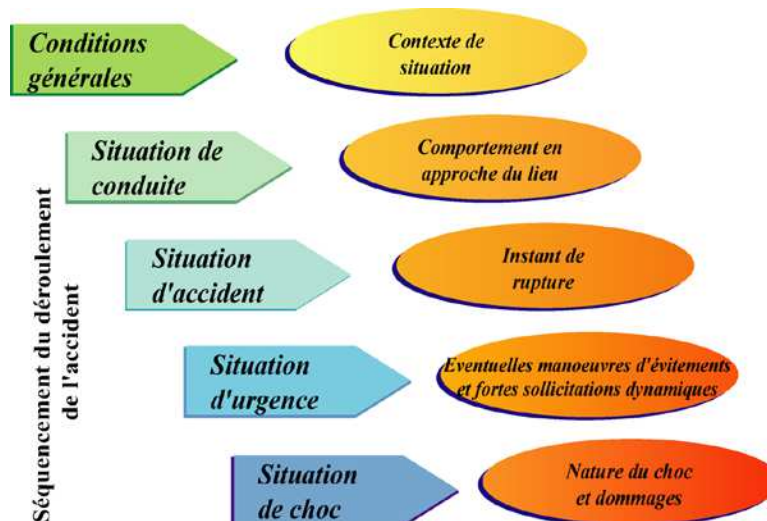 Conditions
générales
Contexte de
situation
Situation de
conduite
Comportement en
approche du lieu
Situation
d'accident
Instant de
rupture
Situation
d'urgence
Eventuelles manoeuvres d'évitements
et fortes sollicitations dynamiques
Situation
de choc
Nature du choc
et dommages
Séquencement du déroulement
de l'accident